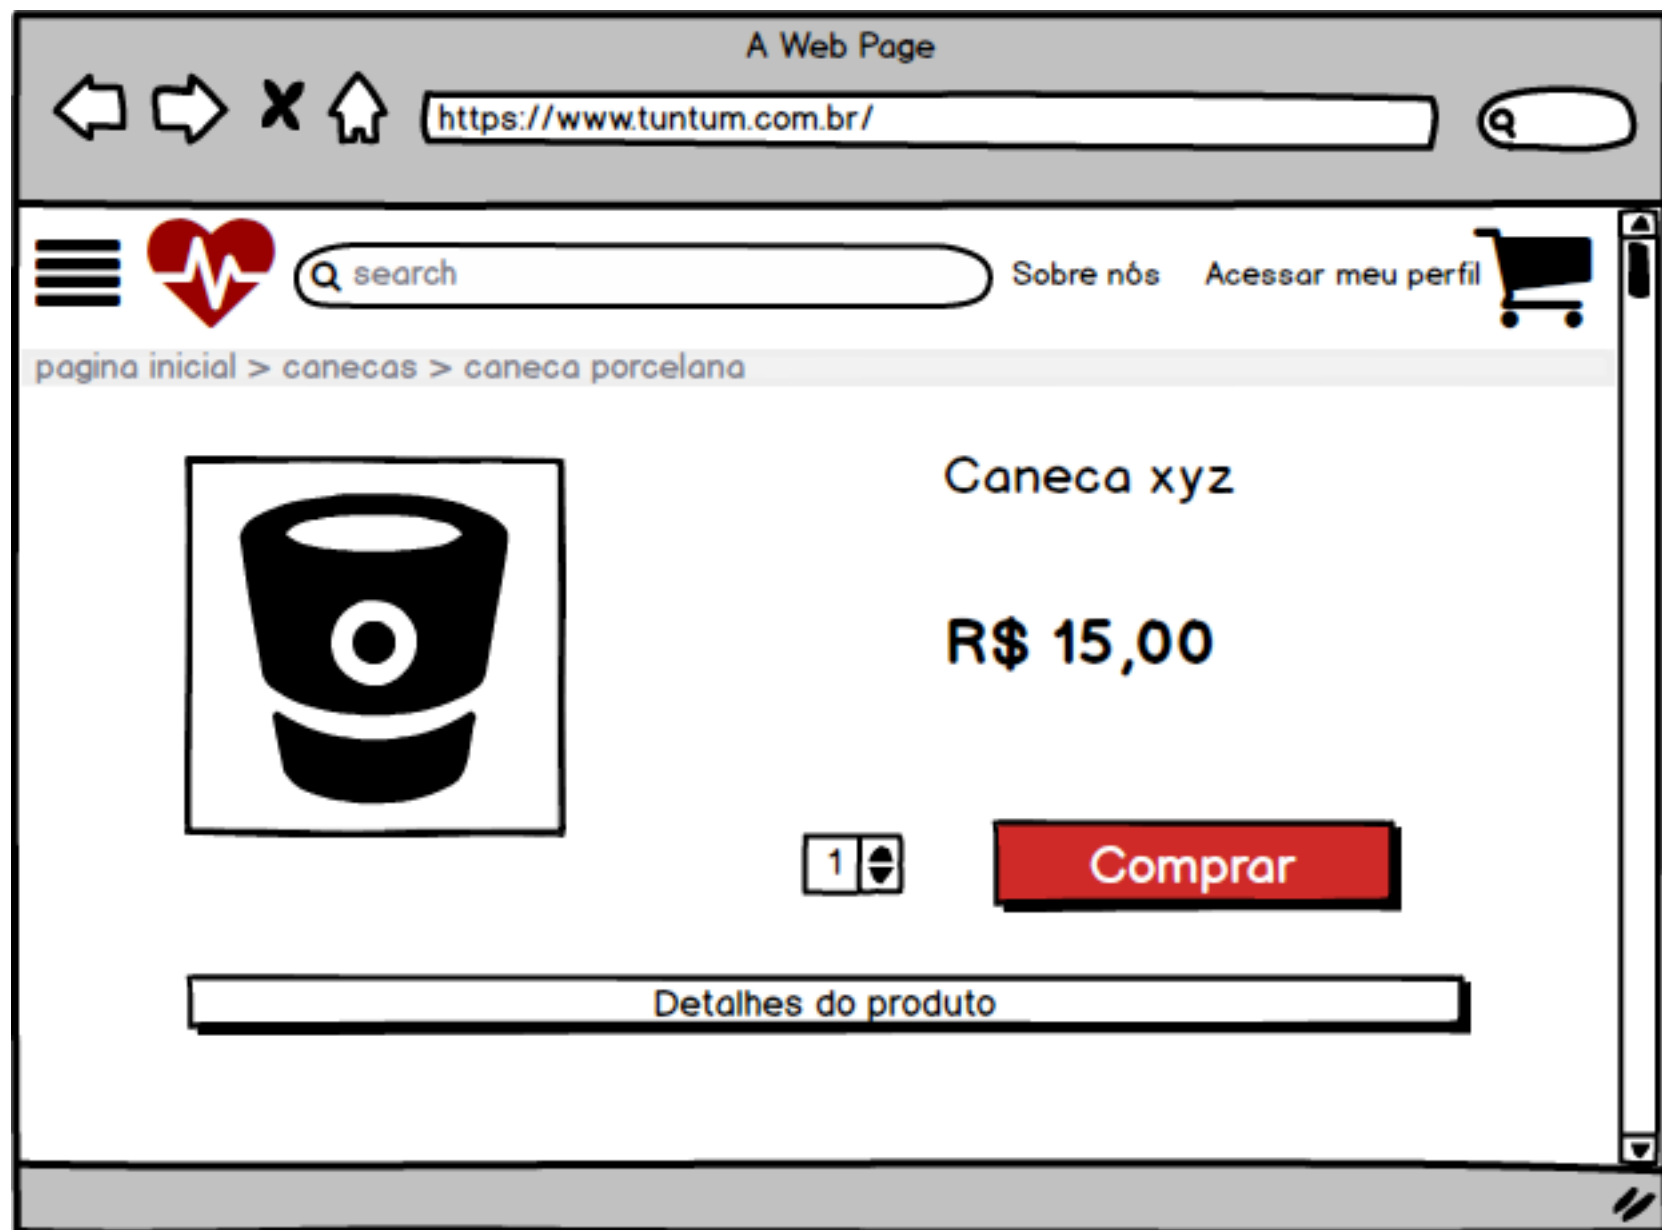 A Web Page
https://www.tuntum.com.br/
search
Sobre nós
Acessar meu perfil
pagina inicial > canecas > caneca porcelana
Caneca xyz
R$ 15,00
1
Comprar
Detalhes do produto